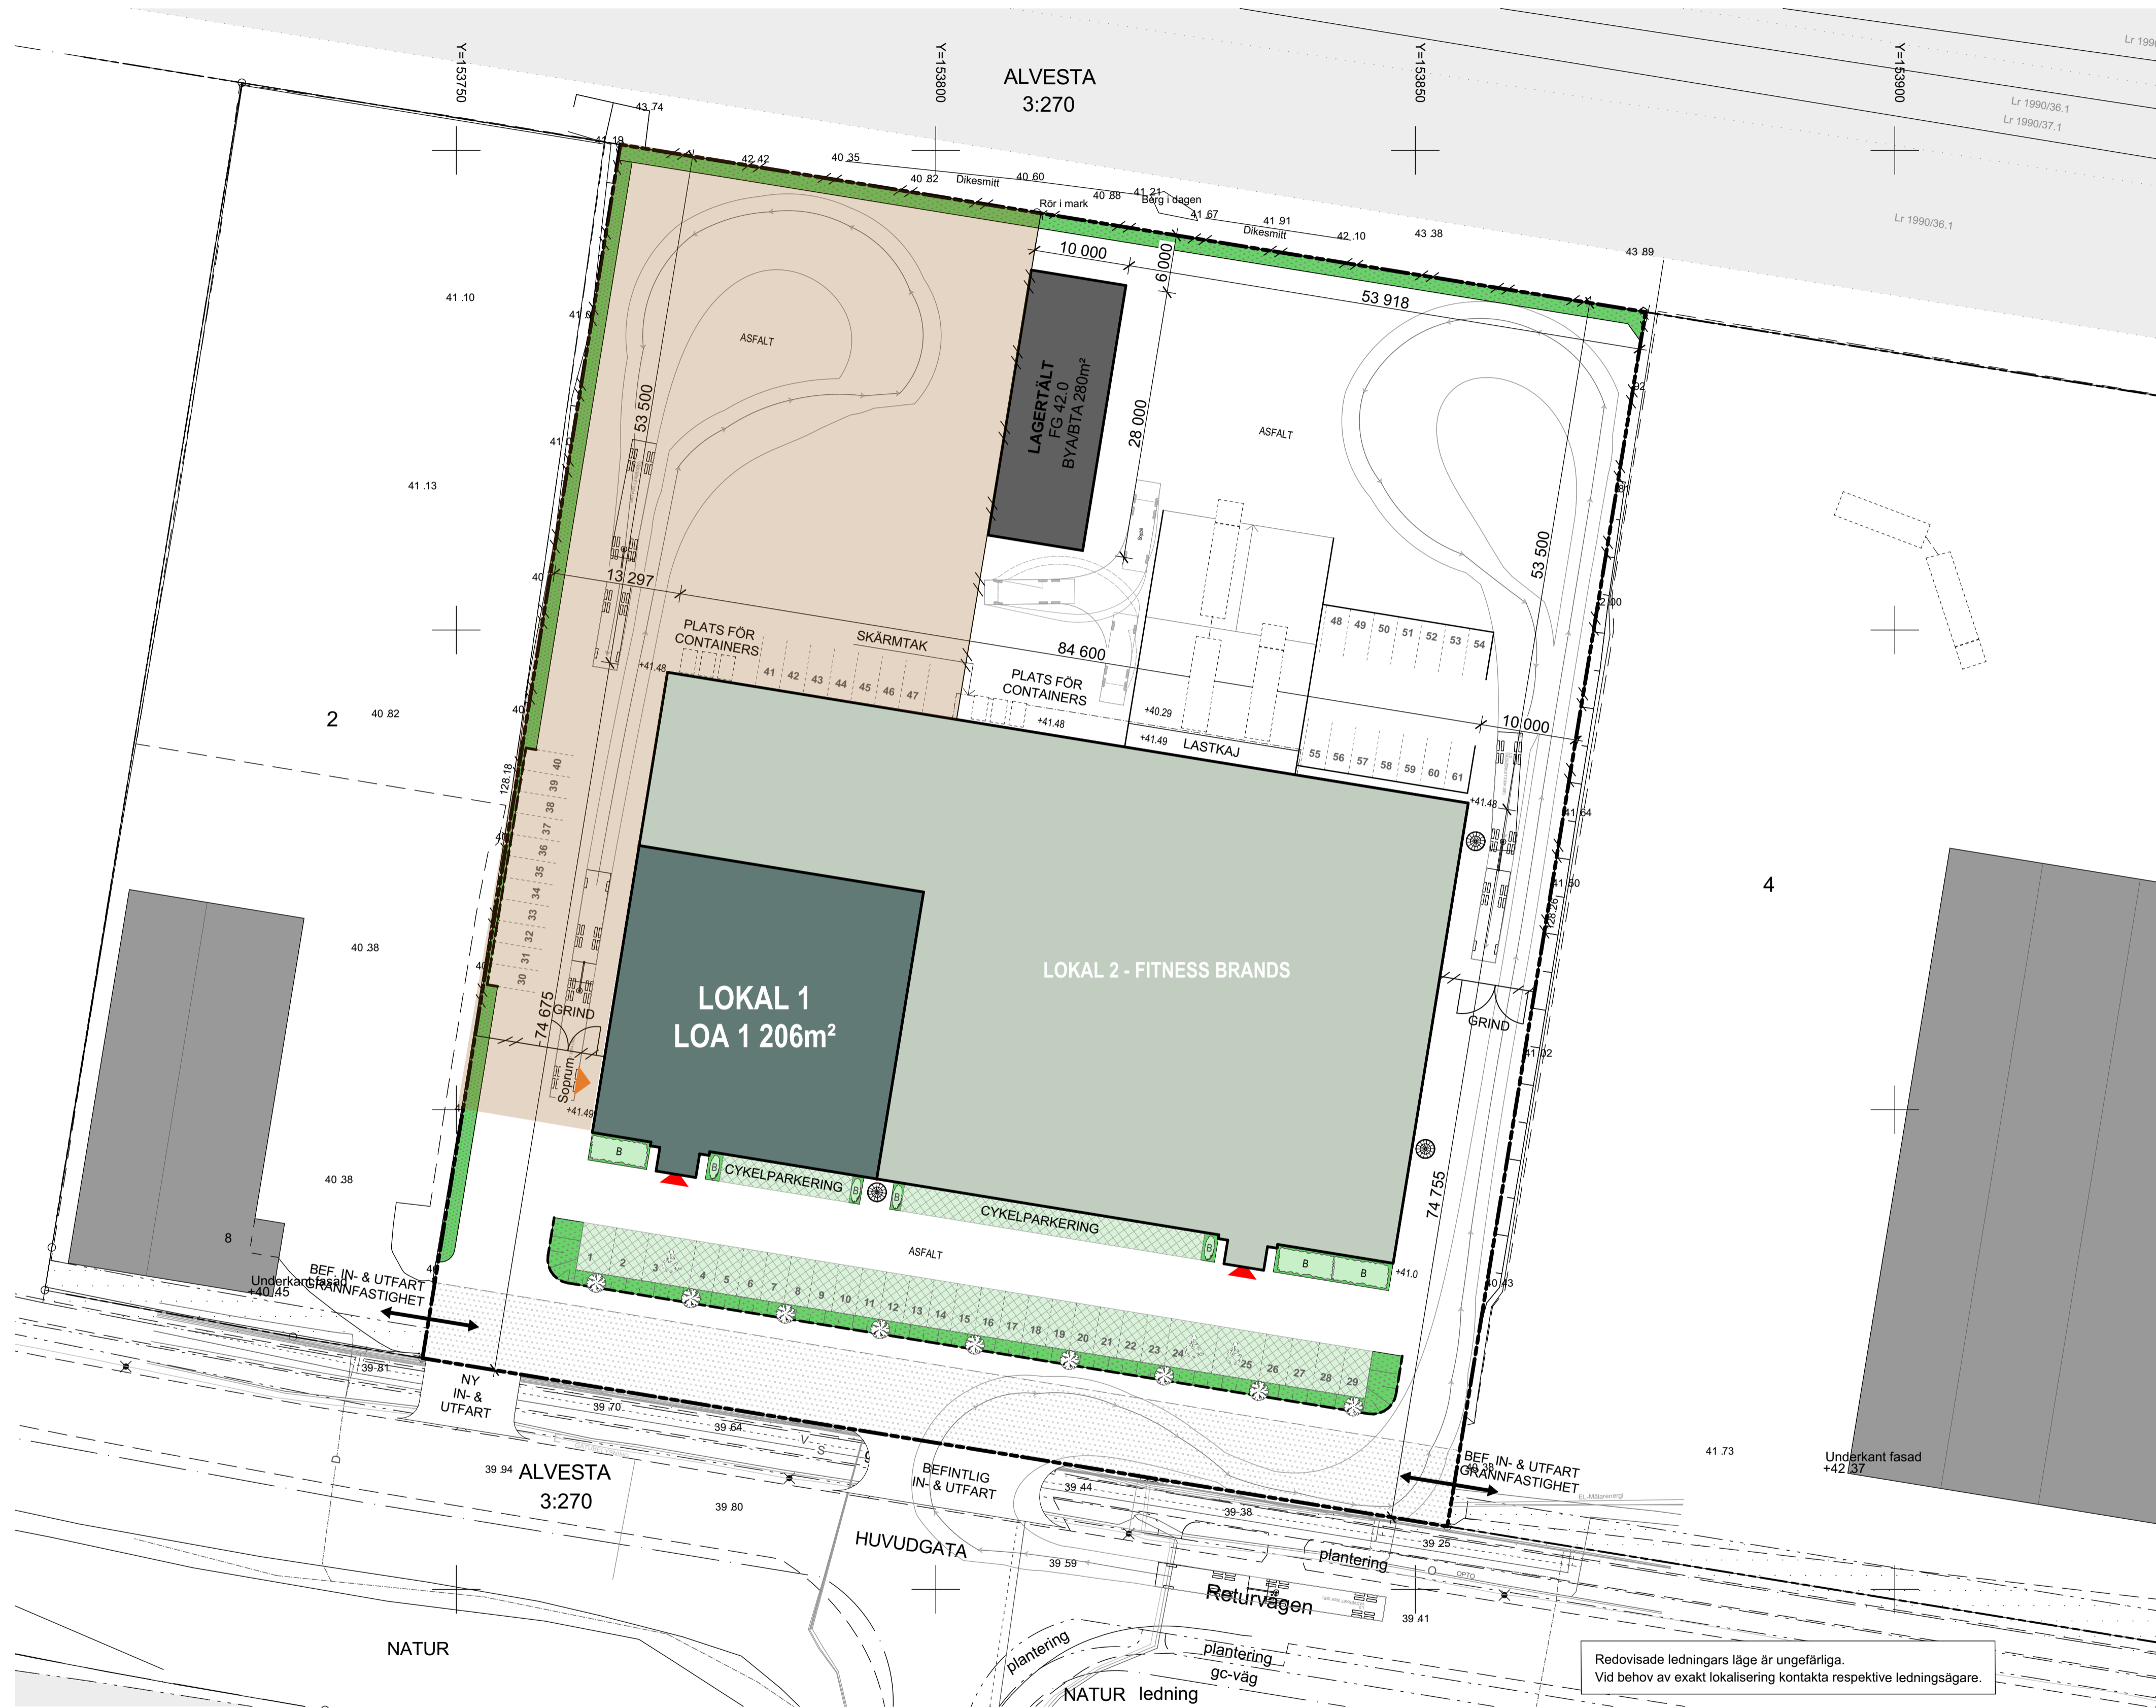 Y=153750
Y=153800
Y=153850
Y=153900
ALVESTA
3:270
Lr 1990/36.1
Lr 1990/37.1
Lr 1990/36.1
43.74
41.19
42.42
40.35
40.82
Dikesmitt
40.60
40.88
41.21
Berg i dagen
Rör i mark
41.67
41.91
Dikesmitt
42.10
43.38
43.89
10 000
6 000
53 918
41.10
ASFALT
53 500
LAGERTÄLT
FG 42.0
BYA/BTA 280m²
28 000
ASFALT
41.13
53 500
13 297
PLATS FÖR
CONTAINERS
SKÄRMTAK
84 600
+41.48
41
42
43
44
45
46
47
PLATS FÖR
CONTAINERS
+41.48
+40.29
+41.49
LASTKAJ
48
49
50
51
52
53
54
10 000
55
56
57
58
59
60
61
+41.48
2
40.82
128.18
40
39
38
37
36
35
34
33
32
31
30
41.64
41.50
128.26
4
40.38
LOKAL 1
LOA 1 206m²
LOKAL 2 - FITNESS BRANDS
GRIND
74 675
Soprum
+41.49
GRIND
41.02
40.38
B
B
CYKELPARKERING
B
B
CYKELPARKERING
B
B
B
+41.0
74 755
ASFALT
1
2
3
4
5
6
7
8
9
10
11
12
13
14
15
16
17
18
19
20
21
22
23
24
25
26
27
28
29
8
Underkant fasad
+40.45
BEF. IN- & UTFART
GRANNFASTIGHET
40.43
39.81
NY
IN- &
UTFART
39.70
39.64
V
S
39.94
ALVESTA
3:270
39.80
BEFINTLIG
IN- & UTFART
39.44
39.38
39.25
BEF. IN- & UTFART
GRANNFASTIGHET
41.73
Underkant fasad
+42.37
EL-Mälarenergi
HUVUDGATA
39.59
plantering
O
OPTO
Returvägen
39.41
D
NATUR
plantering
plantering
gc-väg
NATUR
ledning
Redovisade ledningars läge är ungefärliga.
Vid behov av exakt lokalisering kontakta respektive ledningsägare.